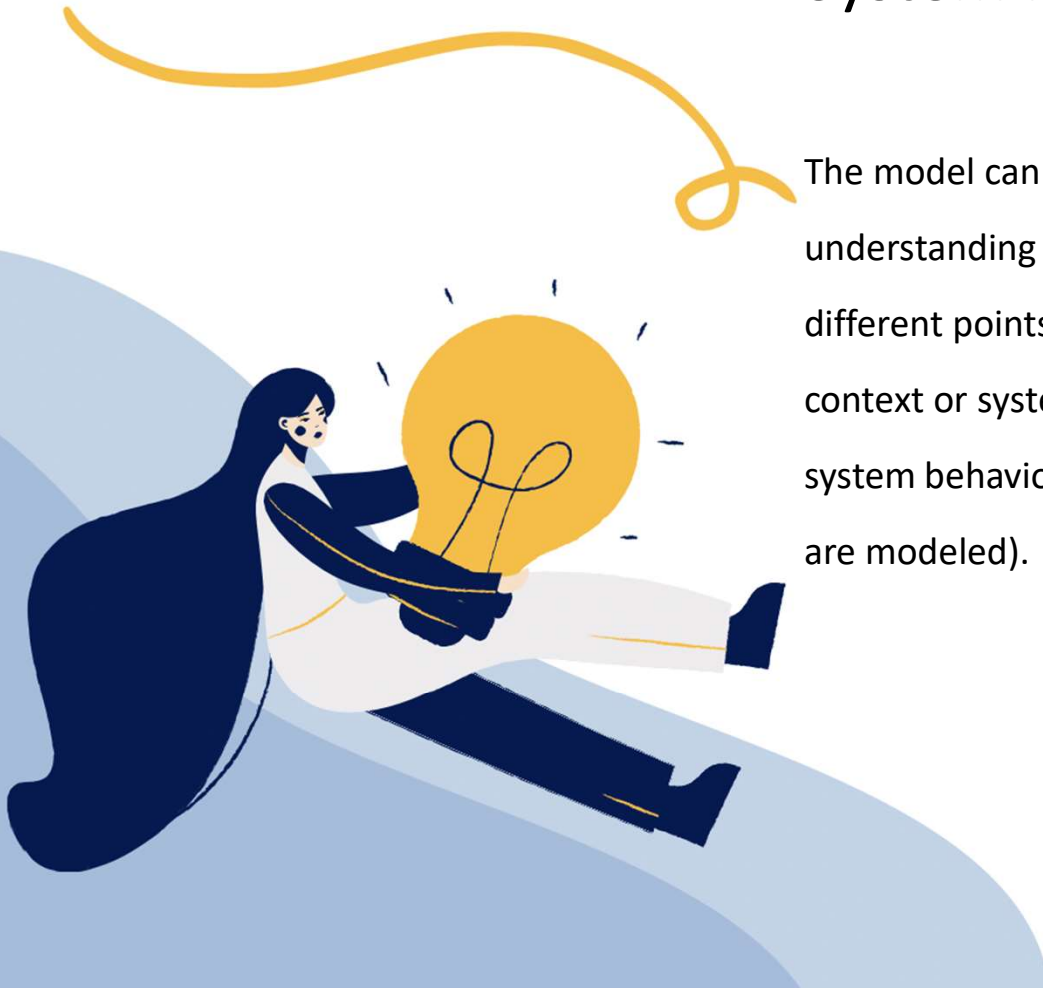 The model can
understanding
different points
context or syste
system behavio
are modeled).